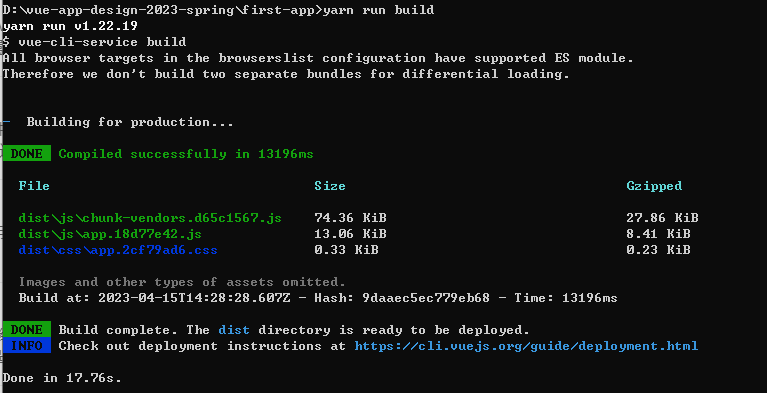 D:\vue-app-design-2023-spring\first-app>yarn run build
yarn run v1.22.19
$ vue-cli-service build
All browser targets in the browserslist configuration have supported ES module.
Therefore we don't build two separate bundles for differential loading.
-  Building for production...
DONE  Compiled successfully in 13196ms
File  Size  Gzipped
dist\js\chunk-vendors.d65c1567.js  74.36 KiB  27.86 KiB
dist\js\app.18d77e42.js  13.06 KiB  8.41 KiB
dist\css\app.2cf79ad6.css  0.33 KiB  0.23 KiB
Images and other types of assets omitted.
Build at: 2023-04-15T14:28:28.607Z - Hash: 9daaec5ec779eb68 - Time: 13196ms
DONE  Build complete. The dist directory is ready to be deployed.
INFO  Check out deployment instructions at https://cli.vuejs.org/guide/deployment.html
Done in 17.76s.